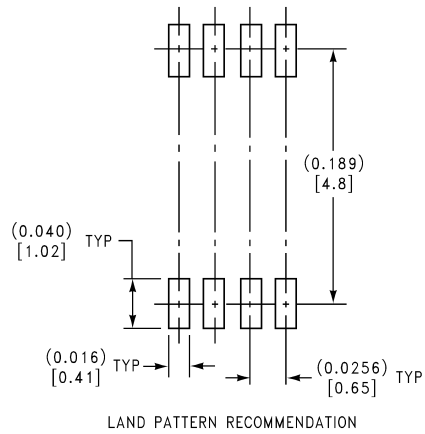 (0.189)
[4.8]
(0.040)
[1.02] TYP
(0.016)
[0.41] TYP
(0.0256)
[0.65] TYP
LAND PATTERN RECOMMENDATION